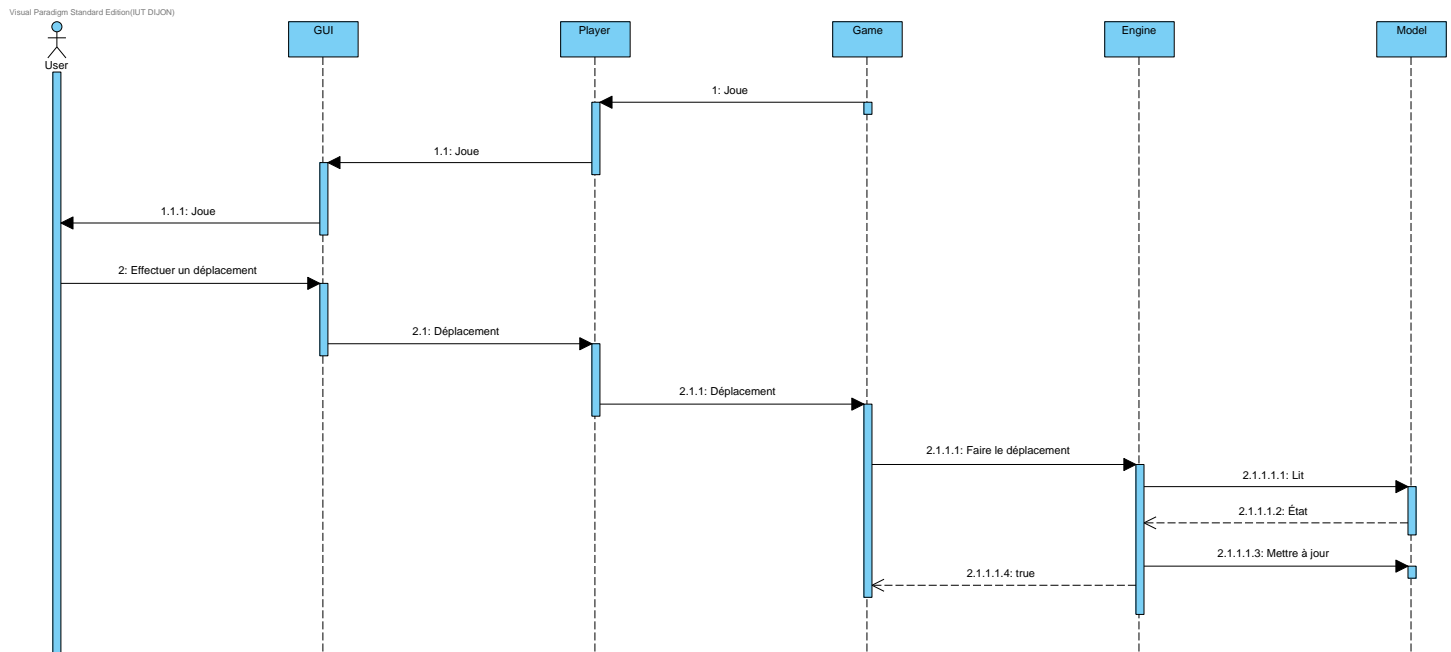 Visual Paradigm Standard Edition(IUT DIJON)
User
GUI
Player
Game
Engine
Model
1: Joue
1.1: Joue
1.1.1: Joue
2: Effectuer un déplacement
2.1: Déplacement
2.1.1: Déplacement
2.1.1.1: Faire le déplacement
2.1.1.1.1: Lit
2.1.1.1.2: État
2.1.1.1.3: Mettre à jour
2.1.1.1.4: true